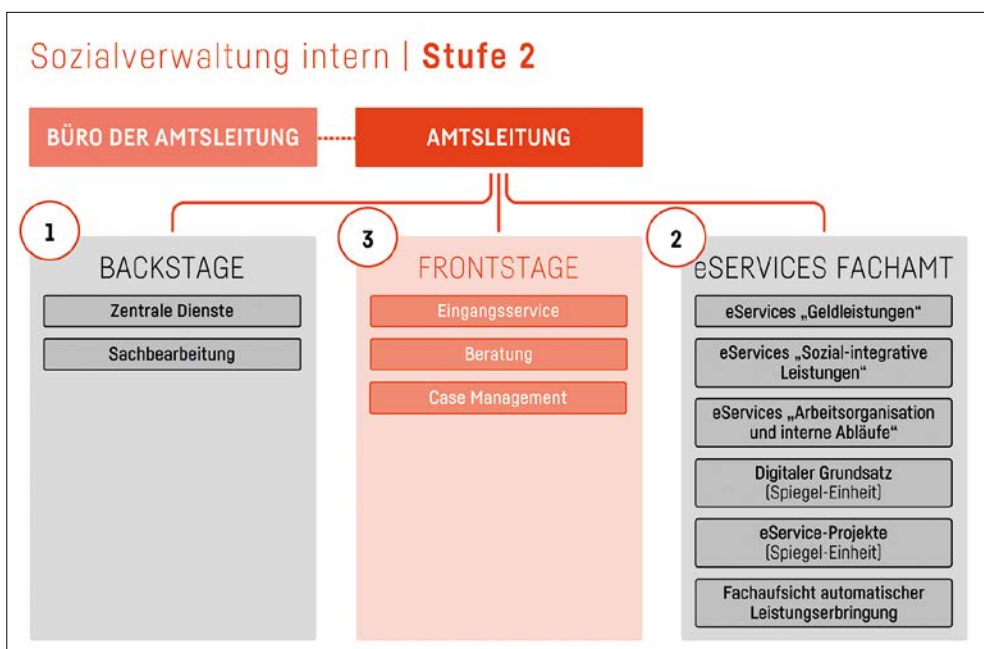 Sozialverwaltung intern | Stufe 2
BÜRO DER AMTSLEITUNG
AMTSLEITUNG
1
BACKSTAGE
Zentrale Dienste
Sachbearbeitung
3
FRONTSTAGE
Eingangsservice
Beratung
Case Management
2
eSERVICES FACHAMT
eServices „Geldleistungen“
eServices „Sozial-integrative
Leistungen“
eServices „Arbeitsorganisation
und interne Abläufe“
Digitaler Grundsatz
(Spiegel-Einheit)
eService-Projekte
(Spiegel-Einheit)
Fachaufsicht automatischer
Leistungserbringung